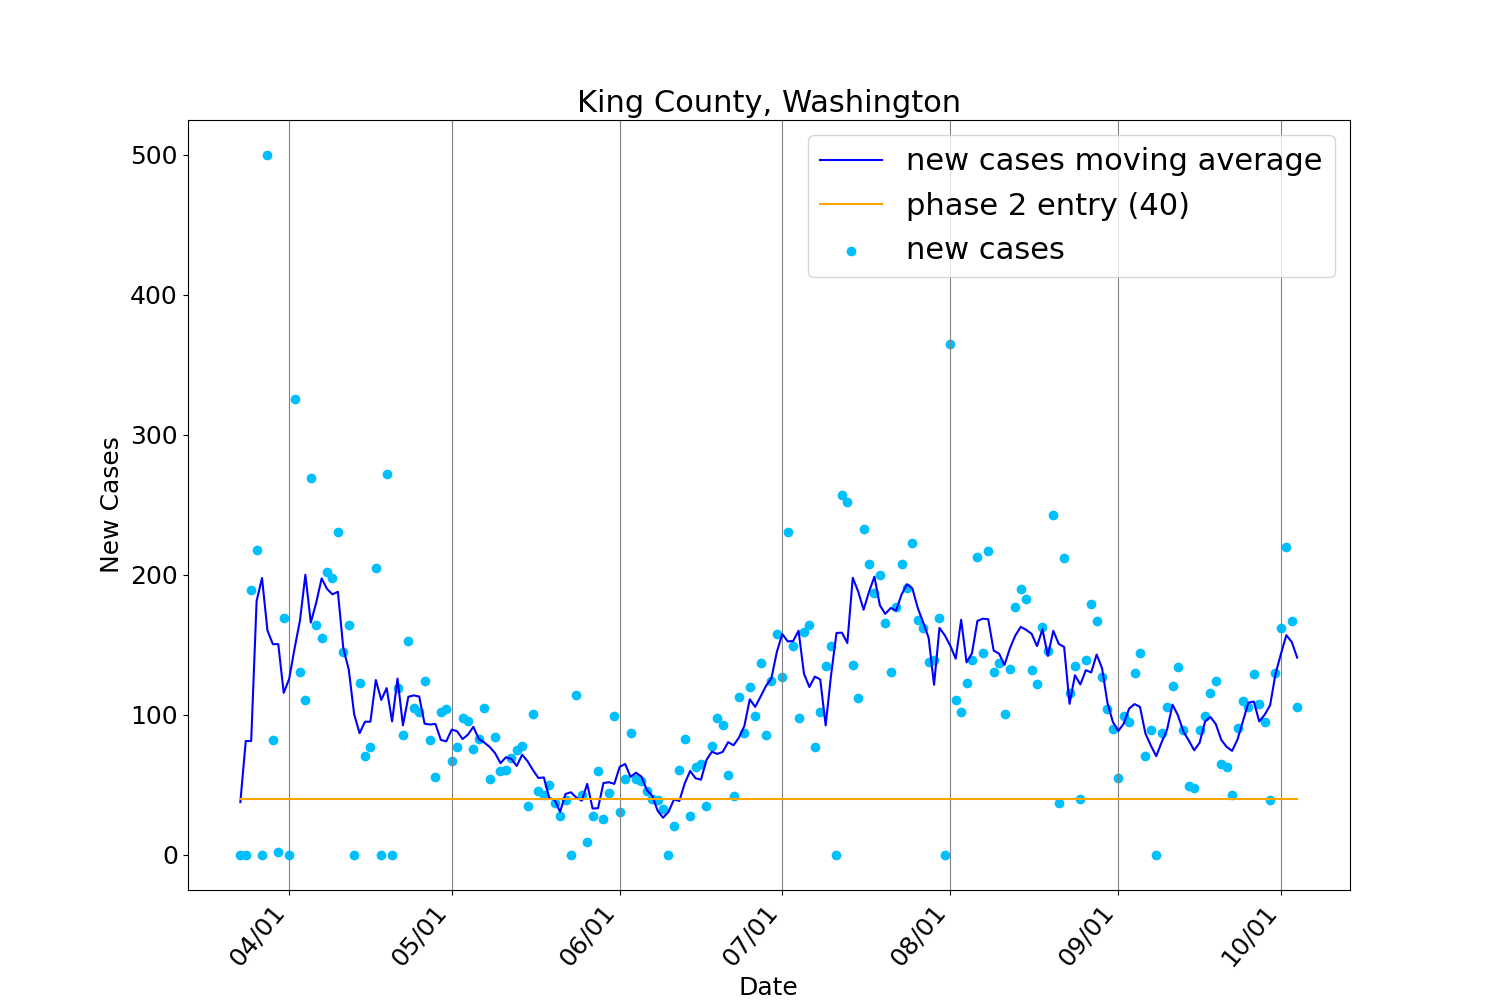 King County, Washington
new cases moving average
phase 2 entry (40)
new cases
500
400
300
200
100
0
New Cases
04/01
05/01
06/01
07/01
08/01
09/01
10/01
Date